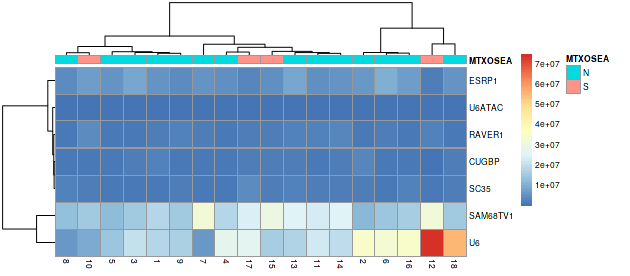 MTXOSEA
ESRP1
U6ATAC
RAVER1
CUGBP
SC35
SAM68TV1
U6
8 10 5 3 1 9 7 4 17 15 13 11 14 2 6 16 12 18
7e+07
6e+07
5e+07
4e+07
3e+07
2e+07
1e+07
MTXOSEA
N
S